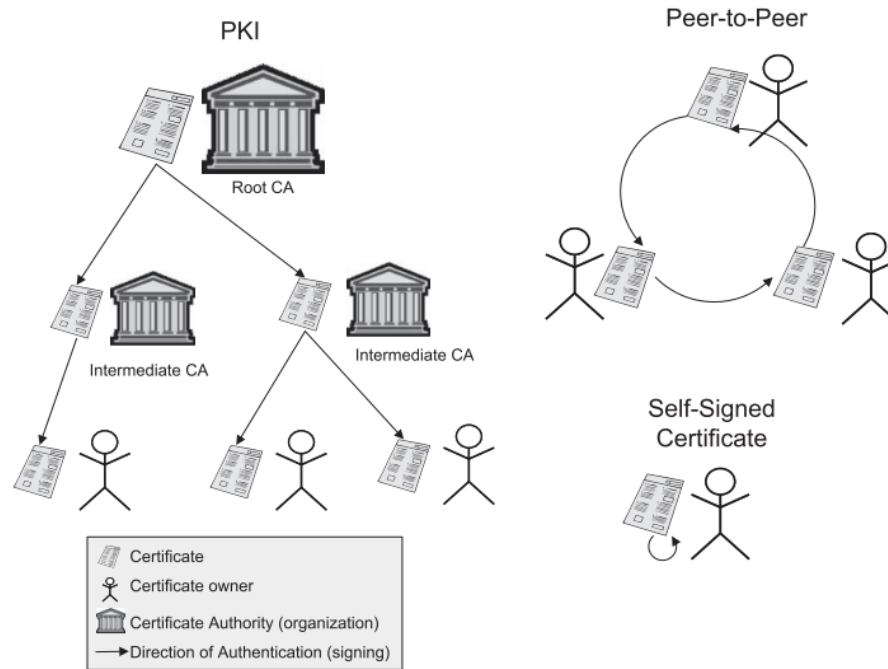 PKI
Root CA
Intermediate CA
Intermediate CA
Peer-to-Peer
Self-Signed
Certificate
Certificate
Certificate owner
Certificate Authority (organization)
Direction of Authentication (signing)